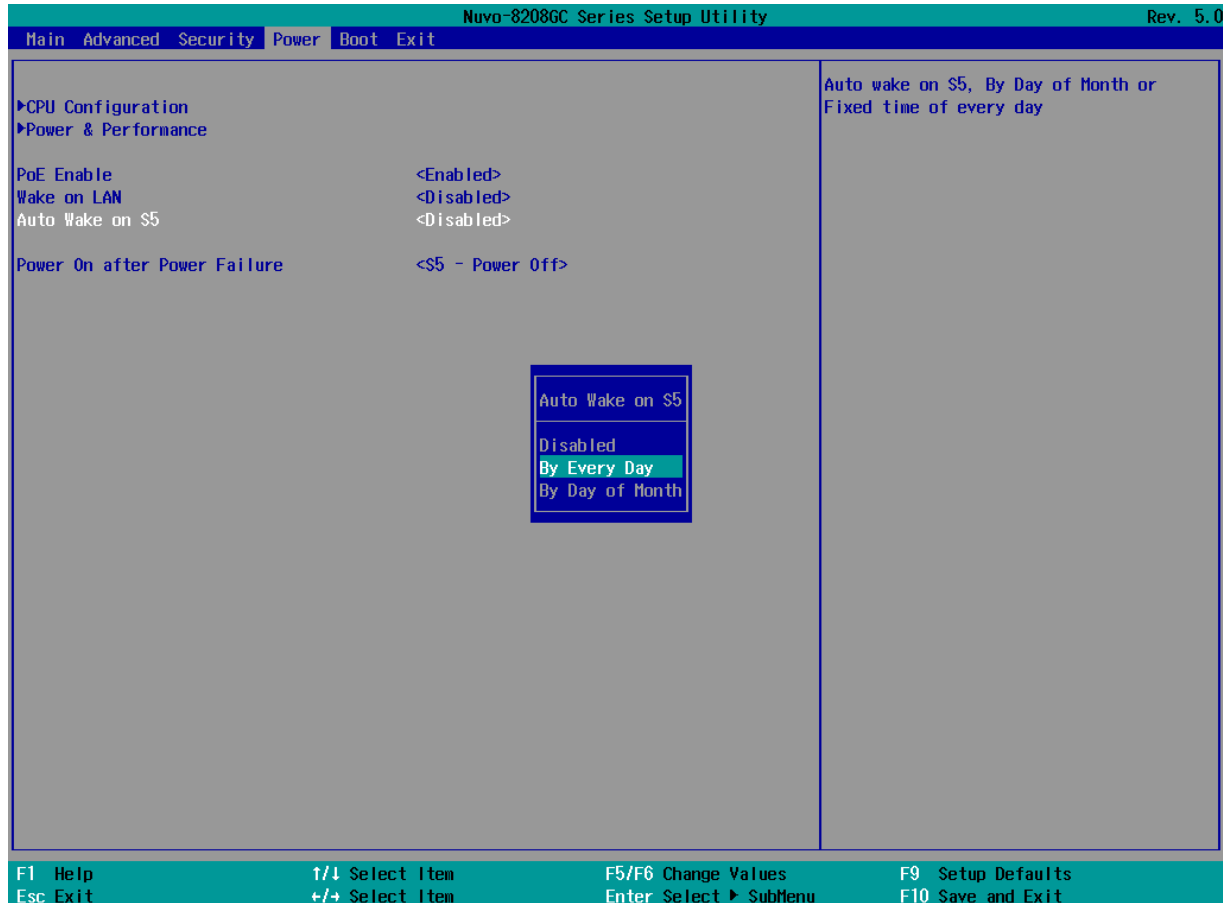 Nuvo-8208GC Series Setup Utility Rev. 5.0
Main Advanced Security Power Boot Exit
▶CPU Configuration
▶Power & Performance
PoE Enable <Enabled>
Wake on LAN <Disabled>
Auto Wake on S5 <Disabled>
Power On after Power Failure <S5 - Power Off>
Auto wake on S5, By Day of Month or
Fixed time of every day
Auto Wake on S5
Disabled
By Every Day
By Day of Month
F1 Help ↑/↓ Select Item F5/F6 Change Values F9 Setup Defaults
Esc Exit ←/→ Select Item Enter Select ▶ SubMenu F10 Save and Exit